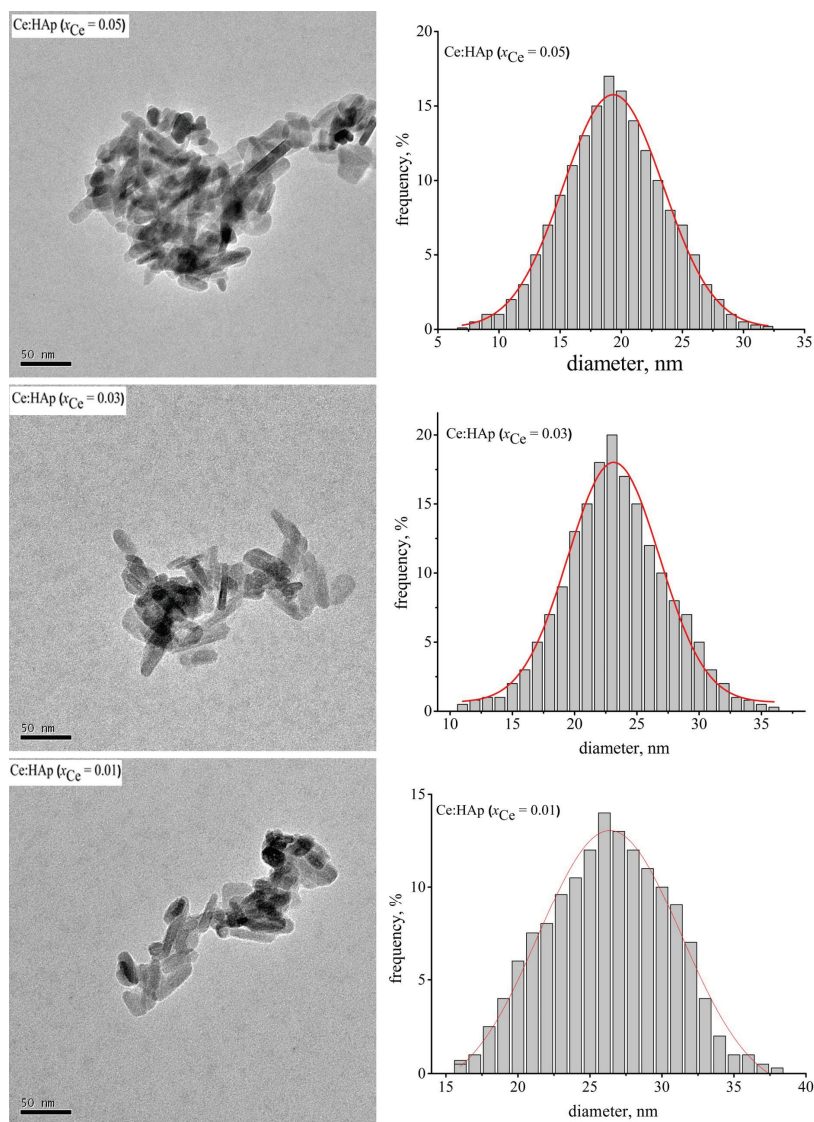 Ce:HAp (xCe = 0.05)
50 nm
Ce:HAp (xCe = 0.05)
frequency, %
20
15
10
5
0
5 10 15 20 25 30 35
diameter, nm
Ce:HAp (xCe = 0.03)
50 nm
Ce:HAp (xCe = 0.03)
frequency, %
20
15
10
5
0
10 15 20 25 30 35
diameter, nm
Ce:HAp (xCe = 0.01)
50 nm
Ce:HAp (xCe = 0.01)
frequency, %
15
10
5
0
15 20 25 30 35 40
diameter, nm